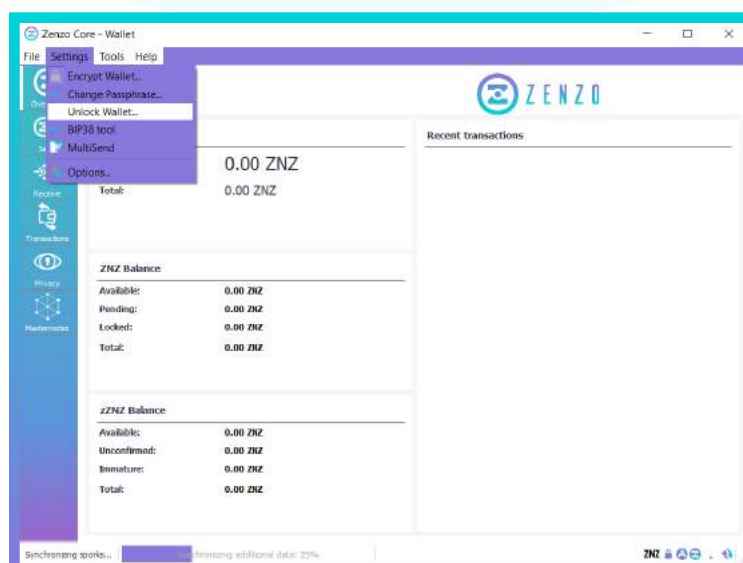 Zenzo Core - Wallet
File Settings Tools Help
Encrypt Wallet...
Change Passphrase...
Unlock Wallet...
BIP38 tool
MultiSend
Options...
Receive
Transactions
Privacy
Masternodes
ZENZO
0.00 ZNZ
Total: 0.00 ZNZ
ZNZ Balance
Available: 0.00 ZNZ
Pending: 0.00 ZNZ
Locked: 0.00 ZNZ
Total: 0.00 ZNZ
zZNZ Balance
Available: 0.00 ZNZ
Unconfirmed: 0.00 ZNZ
Immature: 0.00 ZNZ
Total: 0.00 ZNZ
Recent transactions
Synchronizing sporks...
Synchronizing additional data: 25%
ZNZ